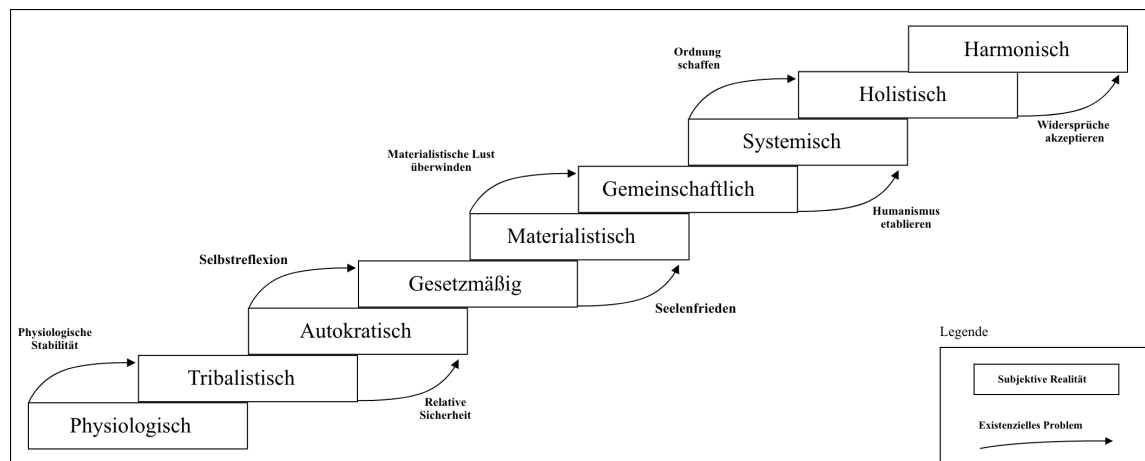 Harmonisch
Ordnung
schaffen
Holistisch
Widersprüche
akzeptieren
Systemisch
Materialistische Lust
überwinden
Gemeinschaftlich
Humanismus
etablieren
Materialistisch
Selbstreflexion
Gesetzmäßig
Seelenfrieden
Autokratisch
Physiologische
Stabilität
Tribalistisch
Relative
Sicherheit
Physiologisch
Legende
Subjektive Realität
Existenzielles Problem